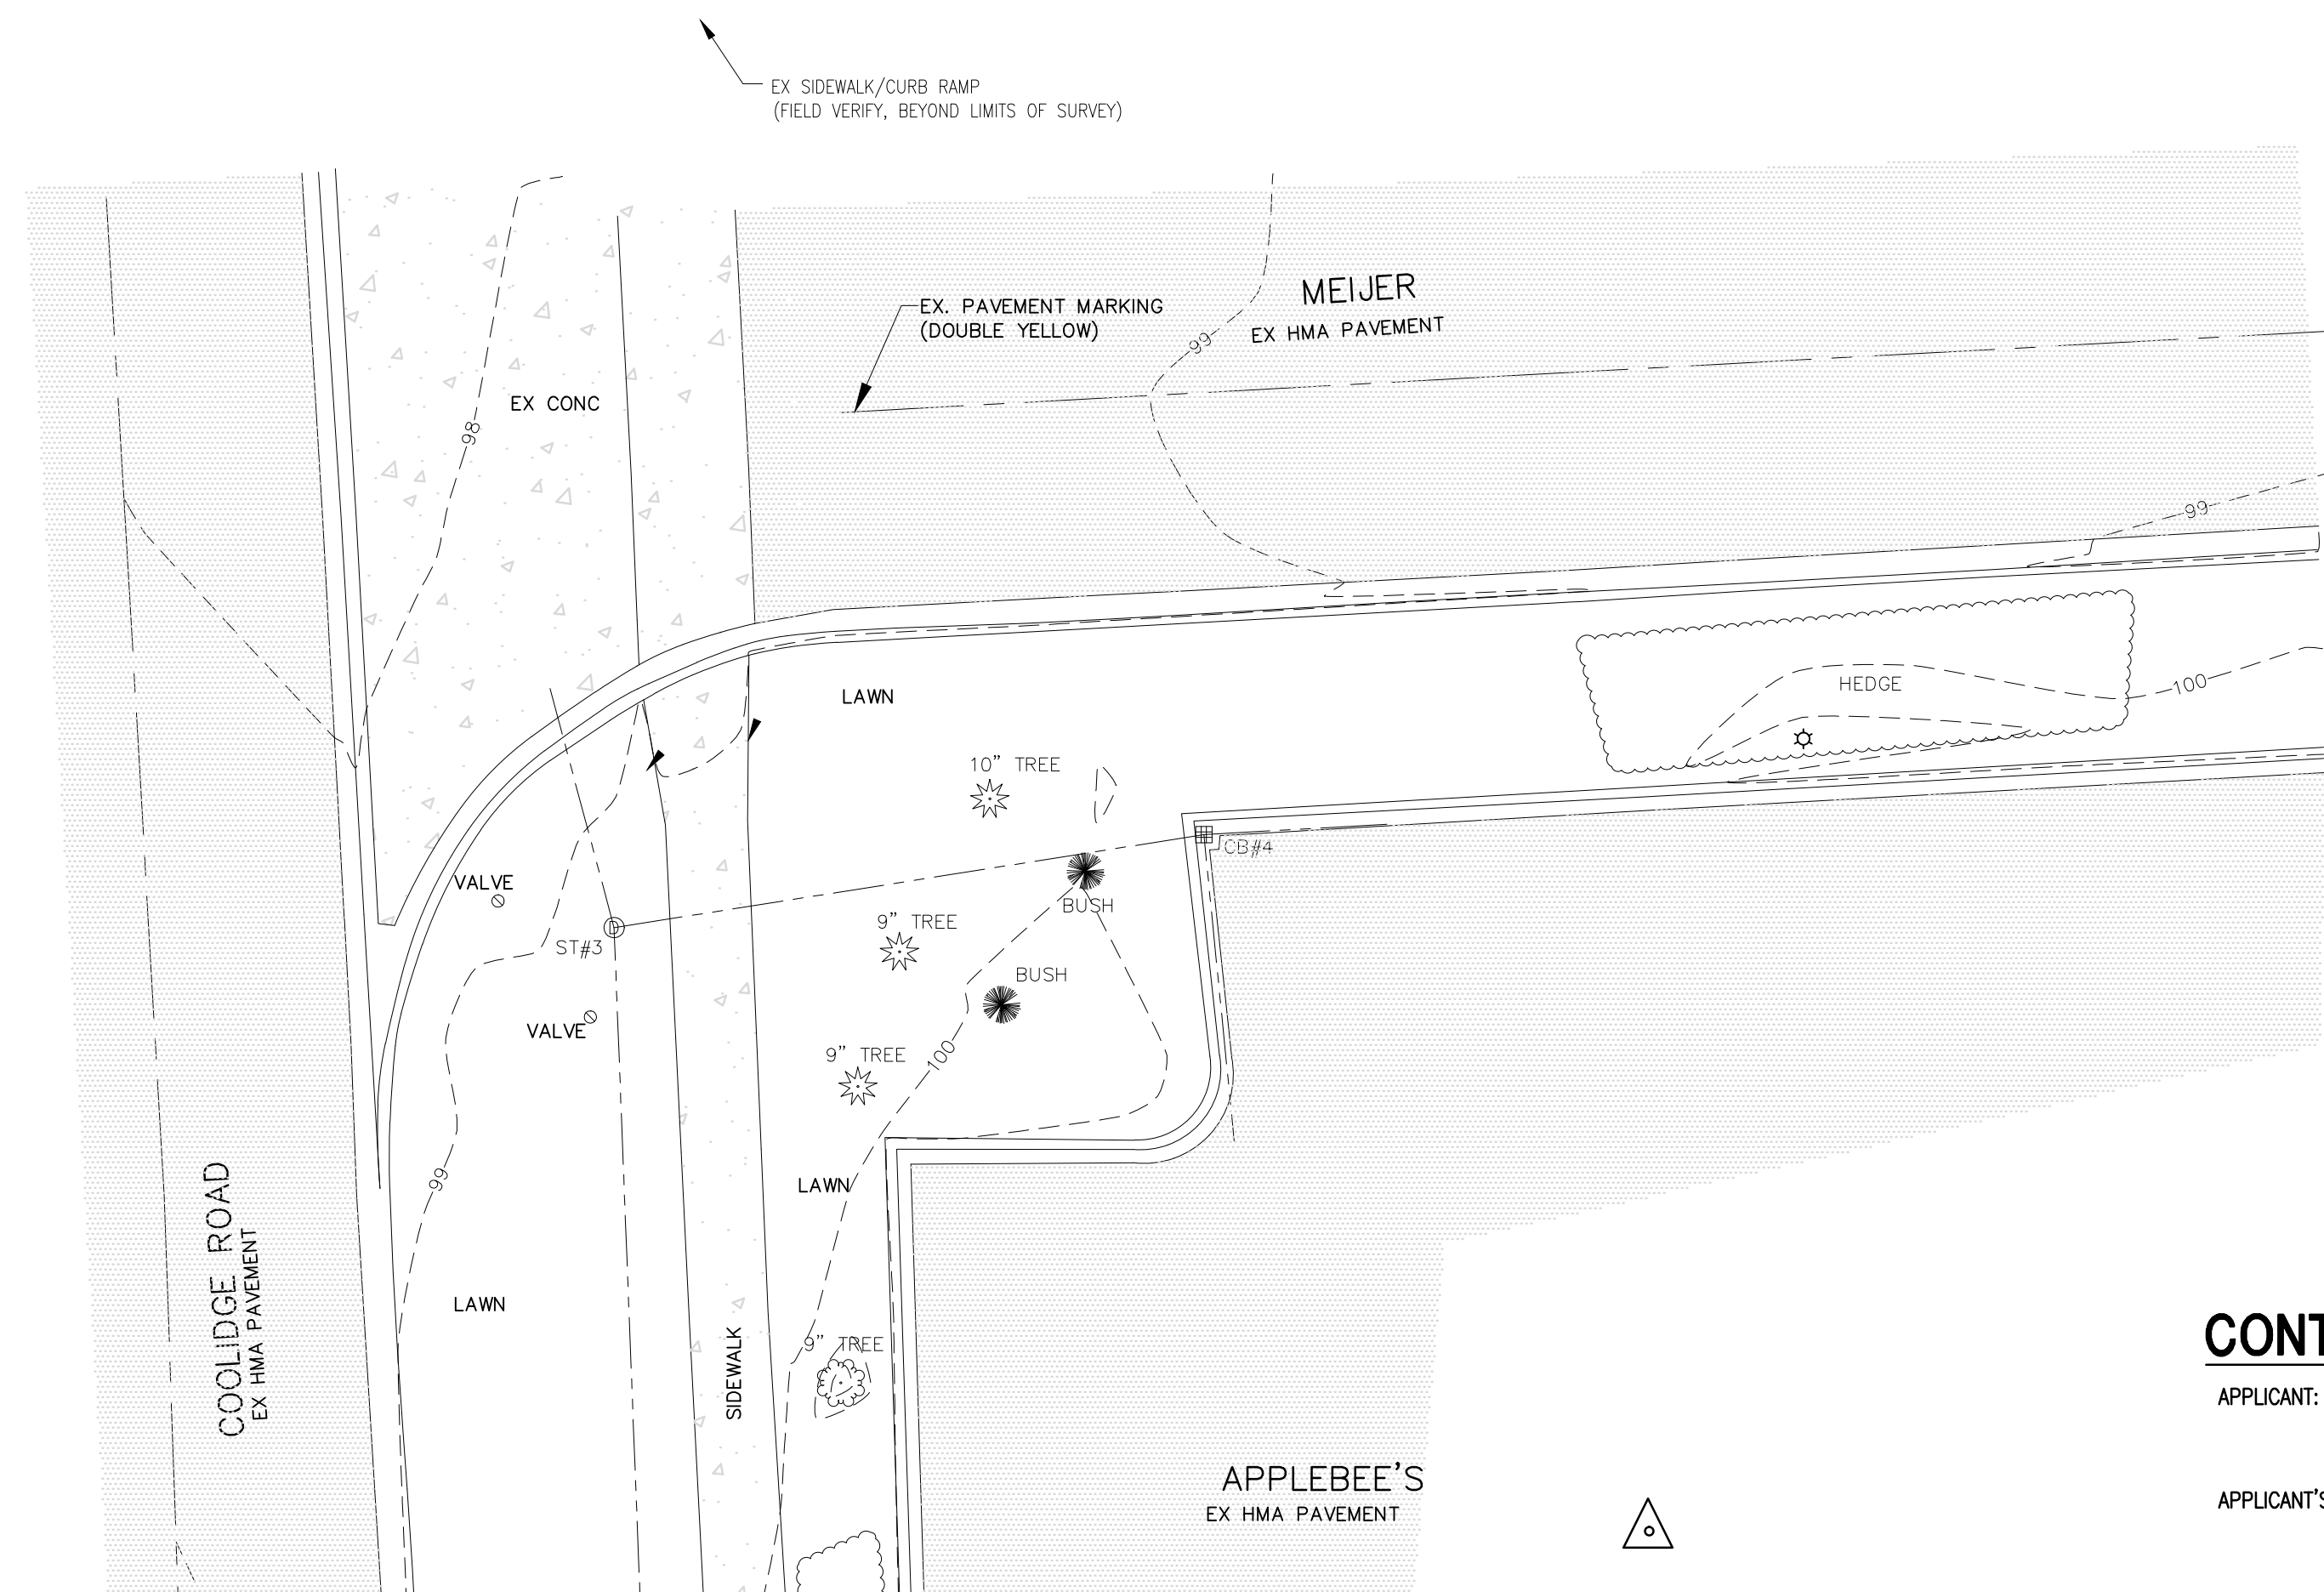 EX SIDEWALK/CURB RAMP
(FIELD VERIFY, BEYOND LIMITS OF SURVEY)
MEIJER
EX HMA PAVEMENT
EX. PAVEMENT MARKING
(DOUBLE YELLOW)
99
EX CONC
98
99
LAWN
HEDGE
100
10" TREE
CB#4
VALVE
BUSH
9" TREE
ST#3
D
BUSH
VALVE
9" TREE
100
99
LAWN
COOLIDGE ROAD
EX HMA PAVEMENT
LAWN
SIDEWALK
9" TREE
CONT
APPLICANT:
APPLEBEE'S
EX HMA PAVEMENT
APPLICANT'S